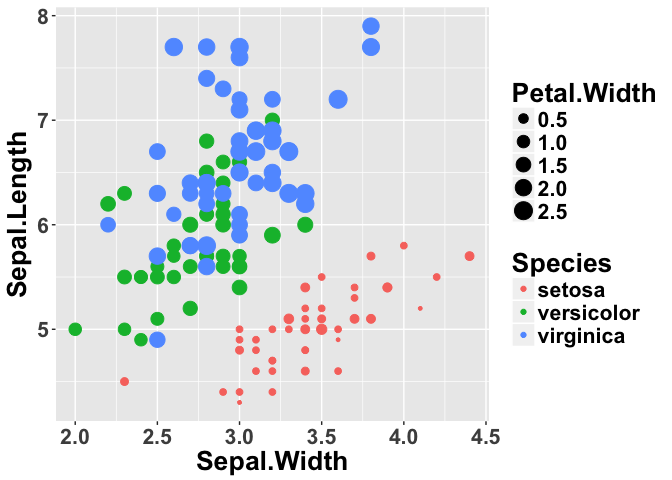 8
7
6
5
Sepal.Length
2.0 2.5 3.0 3.5 4.0 4.5
Sepal.Width
Petal.Width
0.5
1.0
1.5
2.0
2.5
Species
setosa
versicolor
virginica